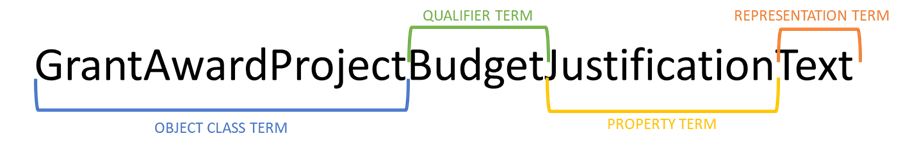 QUALIFIER TERM
REPRESENTATION TERM
GrantAwardProjectBudgetJustificationText
OBJECT CLASS TERM
PROPERTY TERM